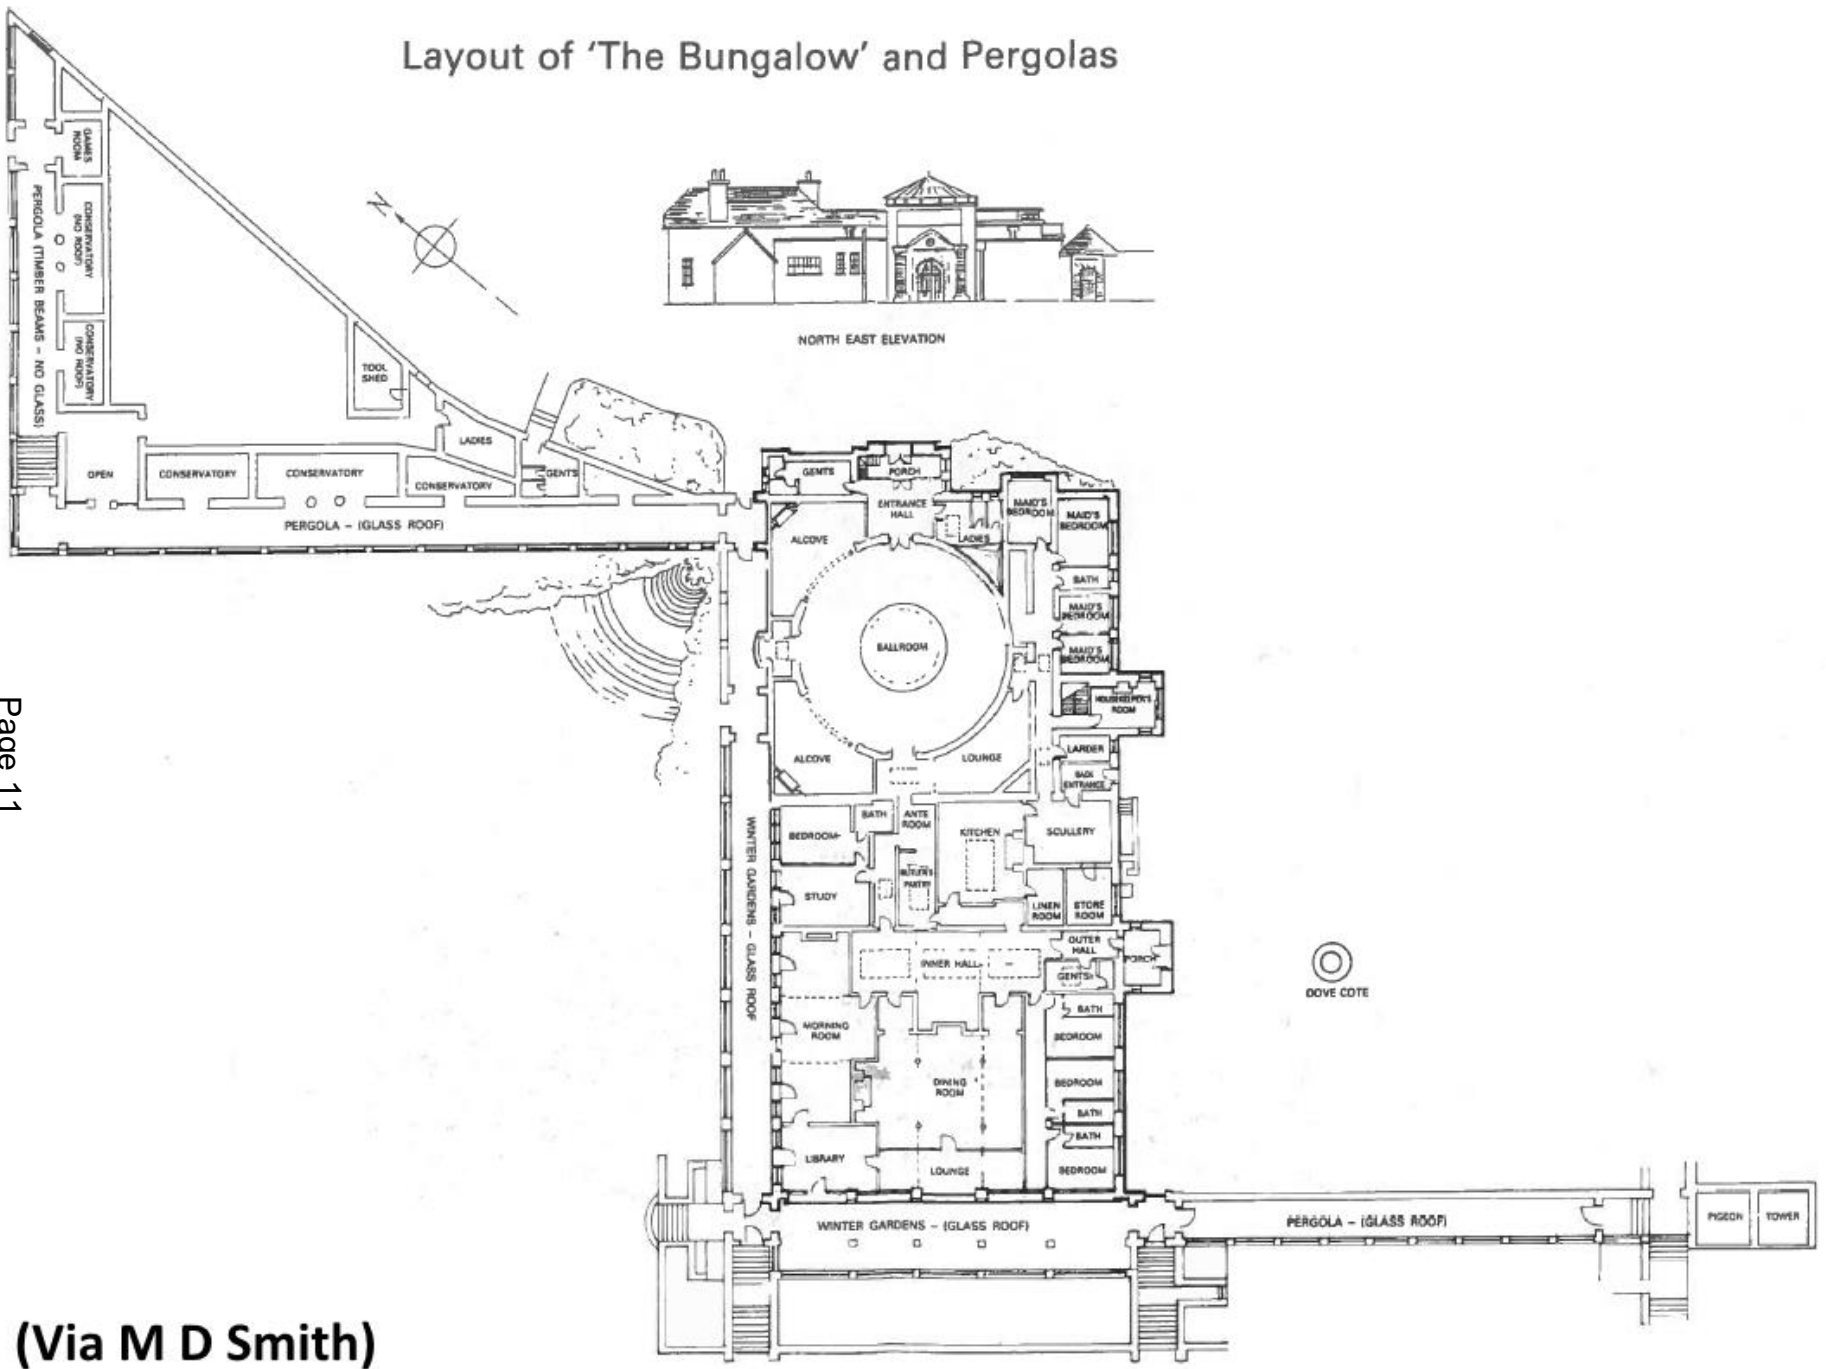 Layout of 'The Bungalow' and Pergolas
GAMES
ROOM
PERGOLA (TIMBER BEAMS - NO GLASS)
CONSERVATORY
(NO ROOF)
CONSERVATORY
(NO ROOF)
N
NORTH EAST ELEVATION
TOOL
SHED
LADIES
OPEN
CONSERVATORY
CONSERVATORY
CONSERVATORY
GENTS
PERGOLA - (GLASS ROOF)
GENTS
PORCH
ENTRANCE
HALL
LADIES
MAID'S
BEDROOM
MAID'S
BEDROOM
ALCOVE
BATH
MAID'S
BEDROOM
BALLROOM
MAID'S
BEDROOM
HOUSEKEEPER'S
ROOM
ALCOVE
LOUNGE
LARDER
BACK
ENTRANCE
WINTER GARDENS - GLASS ROOF
BEDROOM
BATH
ANTE
ROOM
KITCHEN
SCULLERY
BUTLER'S
PANTRY
STUDY
LINEN
ROOM
STORE
ROOM
OUTER
HALL
PORCH
INNER HALL
GENTS
DOVE COTE
MORNING
ROOM
BATH
BEDROOM
DINING
ROOM
BEDROOM
BATH
BATH
LIBRARY
LOUNGE
BEDROOM
WINTER GARDENS - (GLASS ROOF)
PERGOLA - (GLASS ROOF)
PIGEON TOWER
Page 11
(Via M D Smith)